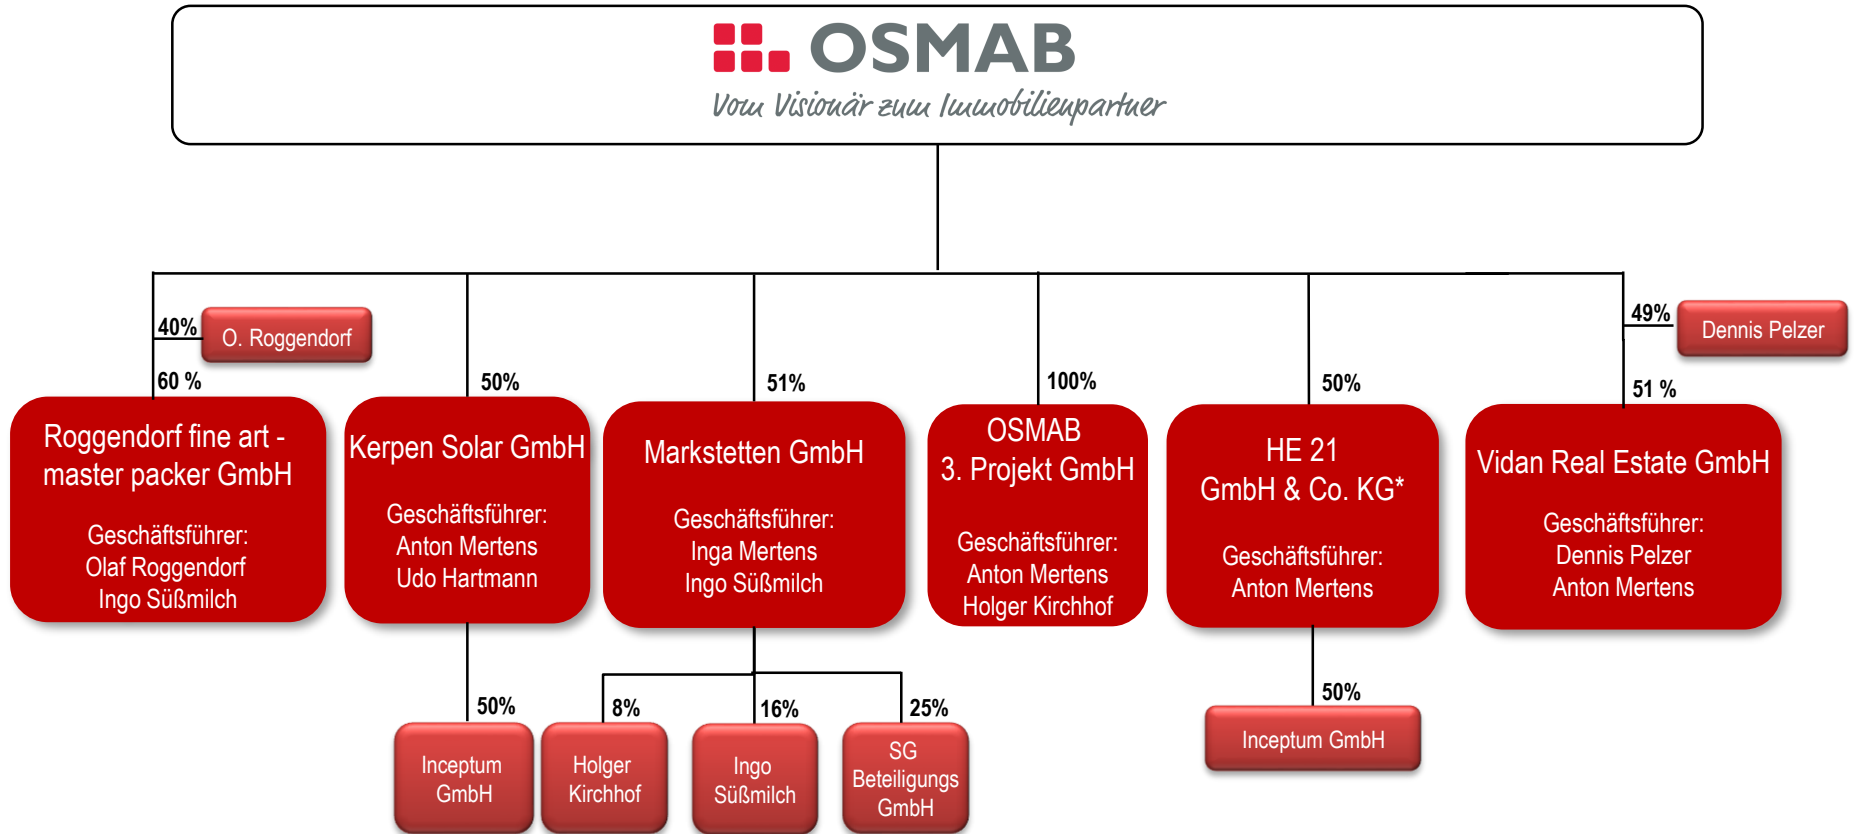 OSMAB
Vom Visionär zum Immobilienpartner
40%
O. Roggendorf
49%
Dennis Pelzer
60 %
50%
51%
100%
50%
51 %
Roggendorf fine art -
master packer GmbH
Geschäftsführer:
Olaf Roggendorf
Ingo Süßmilch
Kerpen Solar GmbH
Geschäftsführer:
Anton Mertens
Udo Hartmann
Markstetten GmbH
Geschäftsführer:
Inga Mertens
Ingo Süßmilch
OSMAB
3. Projekt GmbH
Geschäftsführer:
Anton Mertens
Holger Kirchhof
HE 21
GmbH & Co. KG*
Geschäftsführer:
Anton Mertens
Vidan Real Estate GmbH
Geschäftsführer:
Dennis Pelzer
Anton Mertens
50%
Inceptum
GmbH
8%
Holger
Kirchhof
16%
Ingo
Süßmilch
25%
SG
Beteiligungs
GmbH
50%
Inceptum GmbH